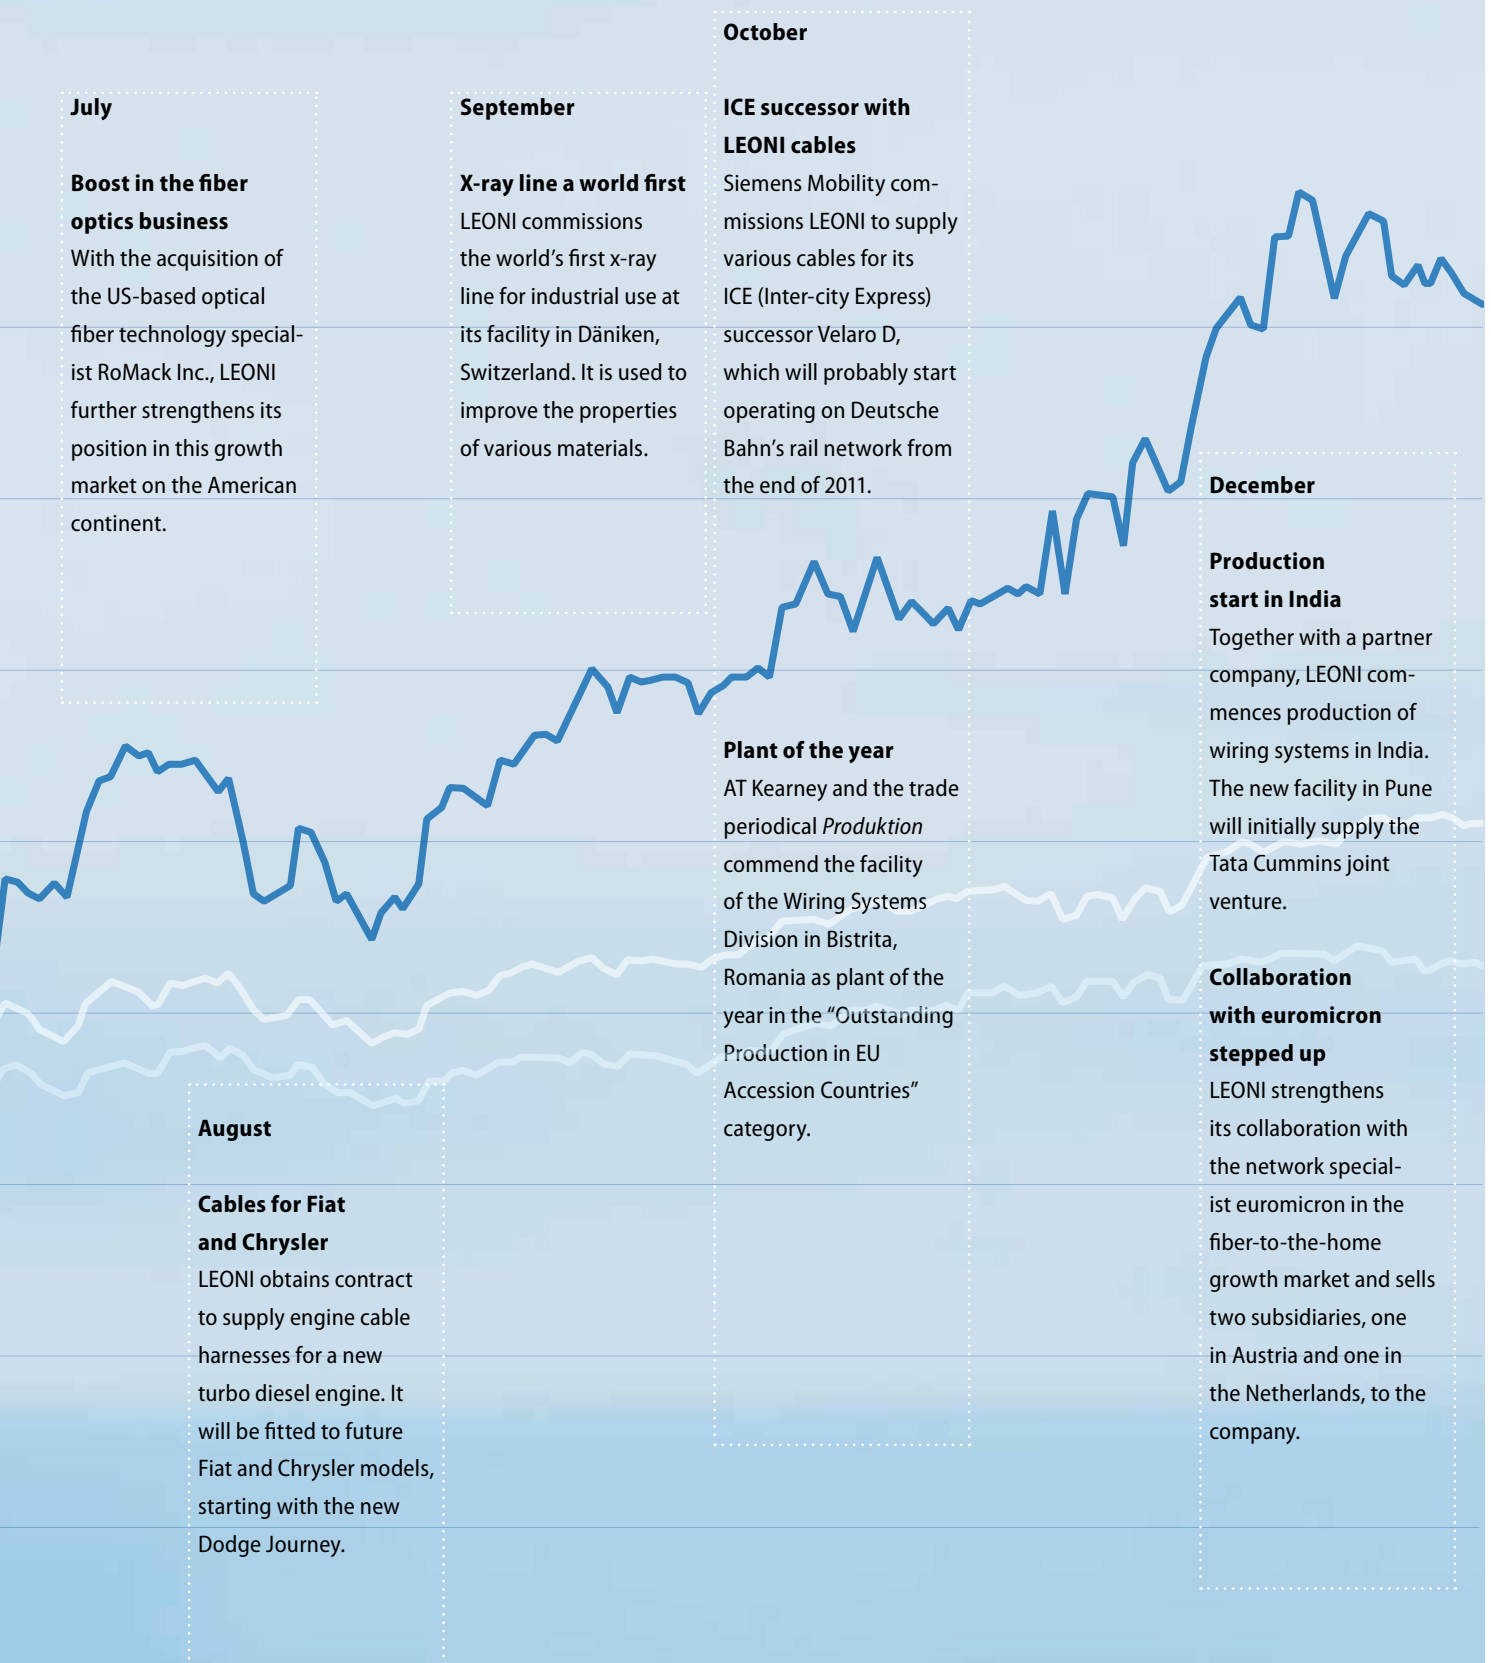 July
Boost in the fiber
optics business
With the acquisition of
the US-based optical
fiber technology special-
ist RoMack Inc., LEONI
further strengthens its
position in this growth
market on the American
continent.
August
Cables for Fiat
and Chrysler
LEONI obtains contract
to supply engine cable
harnesses for a new
turbo diesel engine. It
will be fitted to future
Fiat and Chrysler models,
starting with the new
Dodge Journey.
September
X-ray line a world first
LEONI commissions
the world’s first x-ray
line for industrial use at
its facility in Däniken,
Switzerland. It is used to
improve the properties
of various materials.
October
ICE successor with
LEONI cables
Siemens Mobility com-
missions LEONI to supply
various cables for its
ICE (Inter-city Express)
successor Velaro D,
which will probably start
operating on Deutsche
Bahn’s rail network from
the end of 2011.
Plant of the year
AT Kearney and the trade
periodical Produktion
commend the facility
of the Wiring Systems
Division in Bistrita,
Romania as plant of the
year in the “Outstanding
Production in EU
Accession Countries”
category.
December
Production
start in India
Together with a partner
company, LEONI com-
mences production of
wiring systems in India.
The new facility in Pune
will initially supply the
Tata Cummins joint
venture.
Collaboration
with euromicron
stepped up
LEONI strengthens
its collaboration with
the network special-
ist euromicron in the
fiber-to-the-home
growth market and sells
two subsidiaries, one
in Austria and one in
the Netherlands, to the
company.